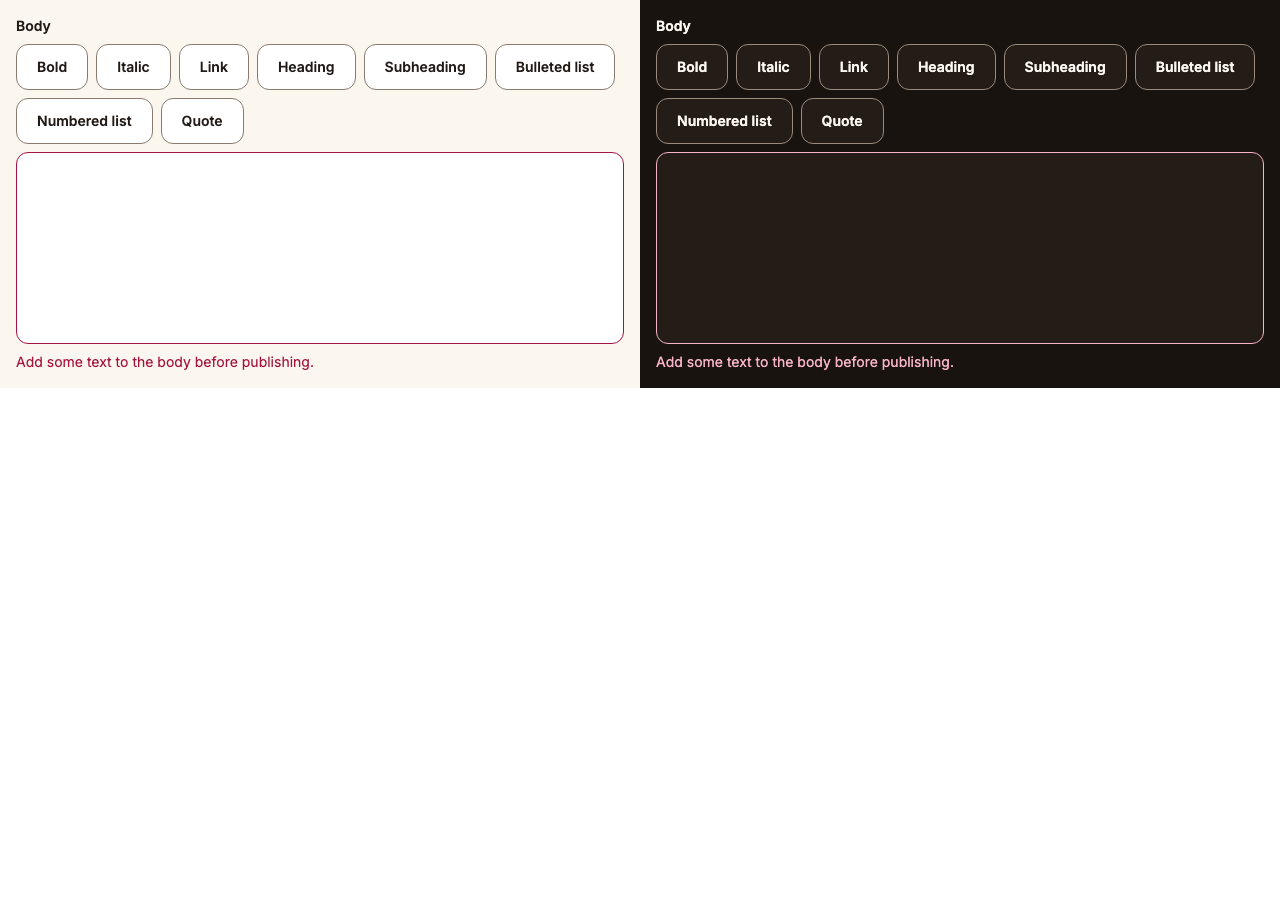 Body
Bold Italic Link Heading Subheading Bulleted list
Numbered list Quote
Add some text to the body before publishing.
Body
Bold Italic Link Heading Subheading Bulleted list
Numbered list Quote
Add some text to the body before publishing.